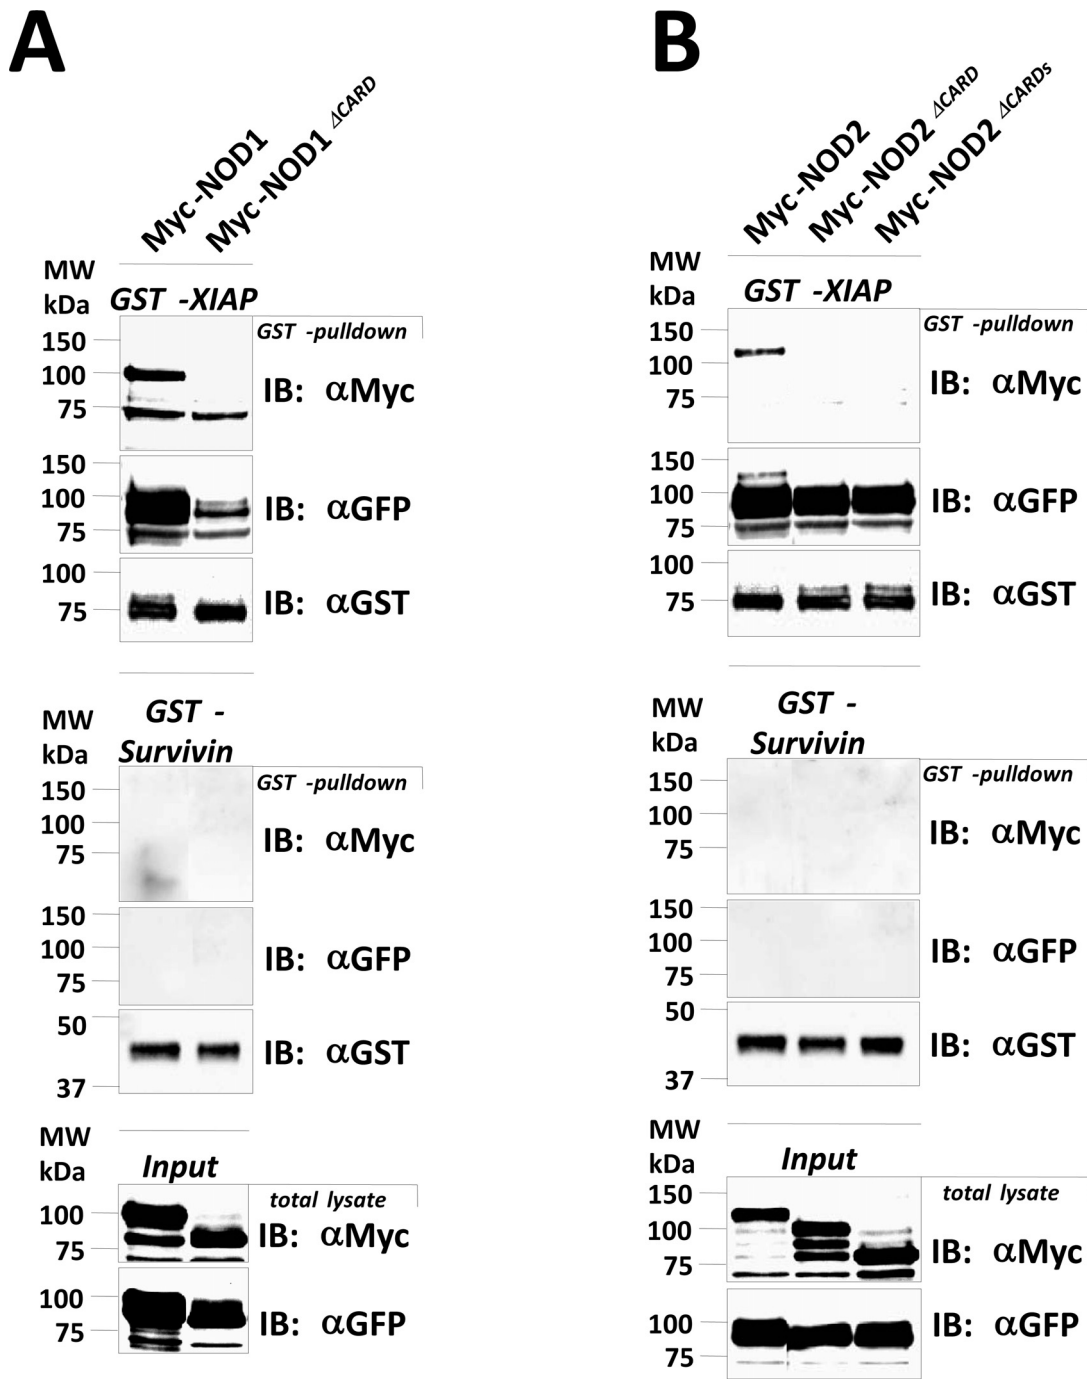 A
Myc-NOD1
Myc-NOD1 ΔCARD
MW
kDa
GST -XIAP
GST -pulldown
150
100
75
IB: αMyc
150
100
75
IB: αGFP
100
75
IB: αGST
MW
kDa
GST -
Survivin
GST -pulldown
150
100
75
IB: αMyc
150
100
75
IB: αGFP
50
37
IB: αGST
MW
kDa
Input
total lysate
100
75
IB: αMyc
100
75
IB: αGFP
B
Myc-NOD2
Myc-NOD2 ΔCARD
Myc-NOD2 ΔCARDs
MW
kDa
GST -XIAP
GST -pulldown
150
100
75
IB: αMyc
150
100
75
IB: αGFP
100
75
IB: αGST
MW
kDa
GST -
Survivin
GST -pulldown
150
100
75
IB: αMyc
150
100
75
IB: αGFP
50
37
IB: αGST
MW
kDa
Input
total lysate
150
100
75
IB: αMyc
100
75
IB: αGFP